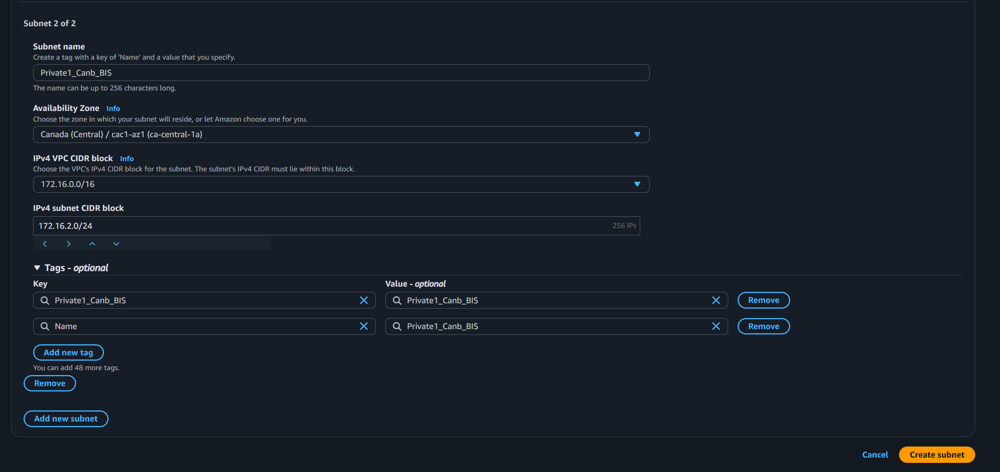 Subnet 2 of 2
Subnet name
Create a tag with a key of 'Name' and a value that you specify.
Private1_Canb_BIS
The name can be up to 256 characters long.
Availability Zone Info
Choose the zone in which your subnet will reside, or let Amazon choose one for you.
Canada (Central) / cac1-az1 (ca-central-1a)
IPv4 VPC CIDR block Info
Choose the VPC's IPv4 CIDR block for the subnet. The subnet's IPv4 CIDR must lie within this block.
172.16.0.0/16
IPv4 subnet CIDR block
172.16.2.0/24 256 IPs
Tags - optional
Key Value - optional
Private1_Canb_BIS Private1_Canb_BIS Remove
Name Private1_Canb_BIS Remove
Add new tag
You can add 48 more tags.
Remove
Add new subnet
Cancel Create subnet